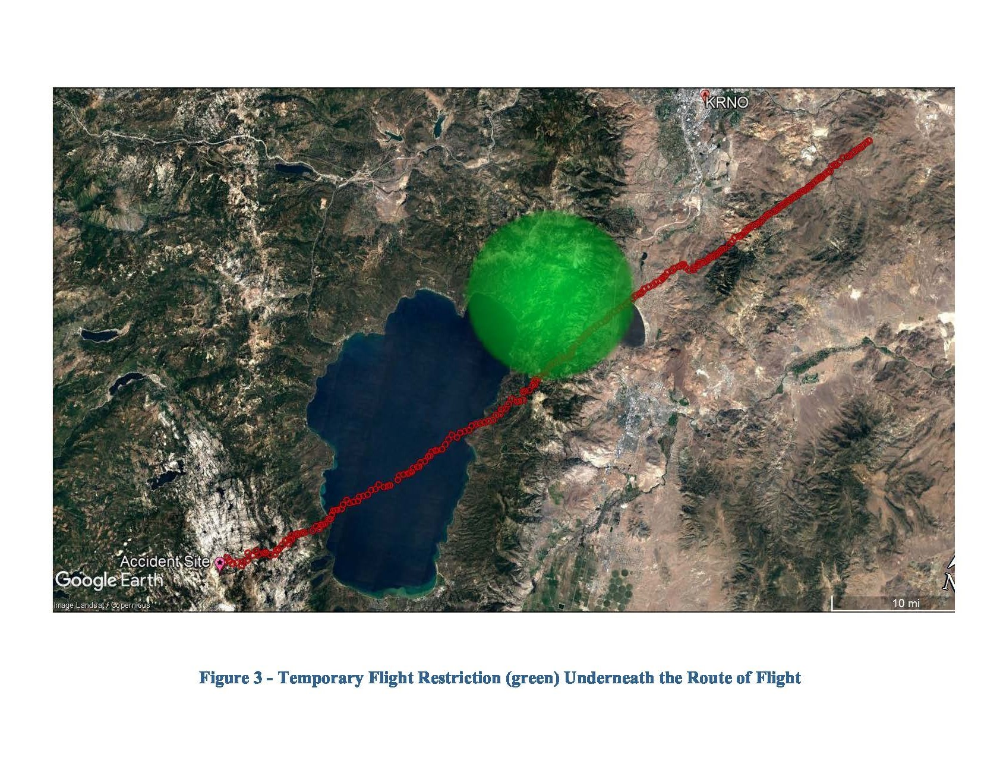 KRNO
Accident Site
Google Earth
Image Landsat / Copernicus
N
10 mi
Figure 3 - Temporary Flight Restriction (green) Underneath the Route of Flight